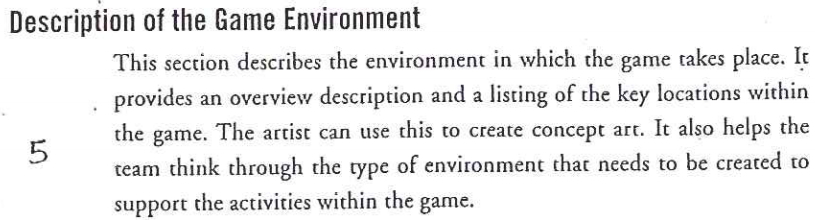 Description of the Game Environment
This section describes the environment in which the game takes place. It
provides an overview description and a listing of the key locations within
the game. The artist can use this to create concept art. It also helps the
5
team think through the type of environment that needs to be created to
support the activities within the game.